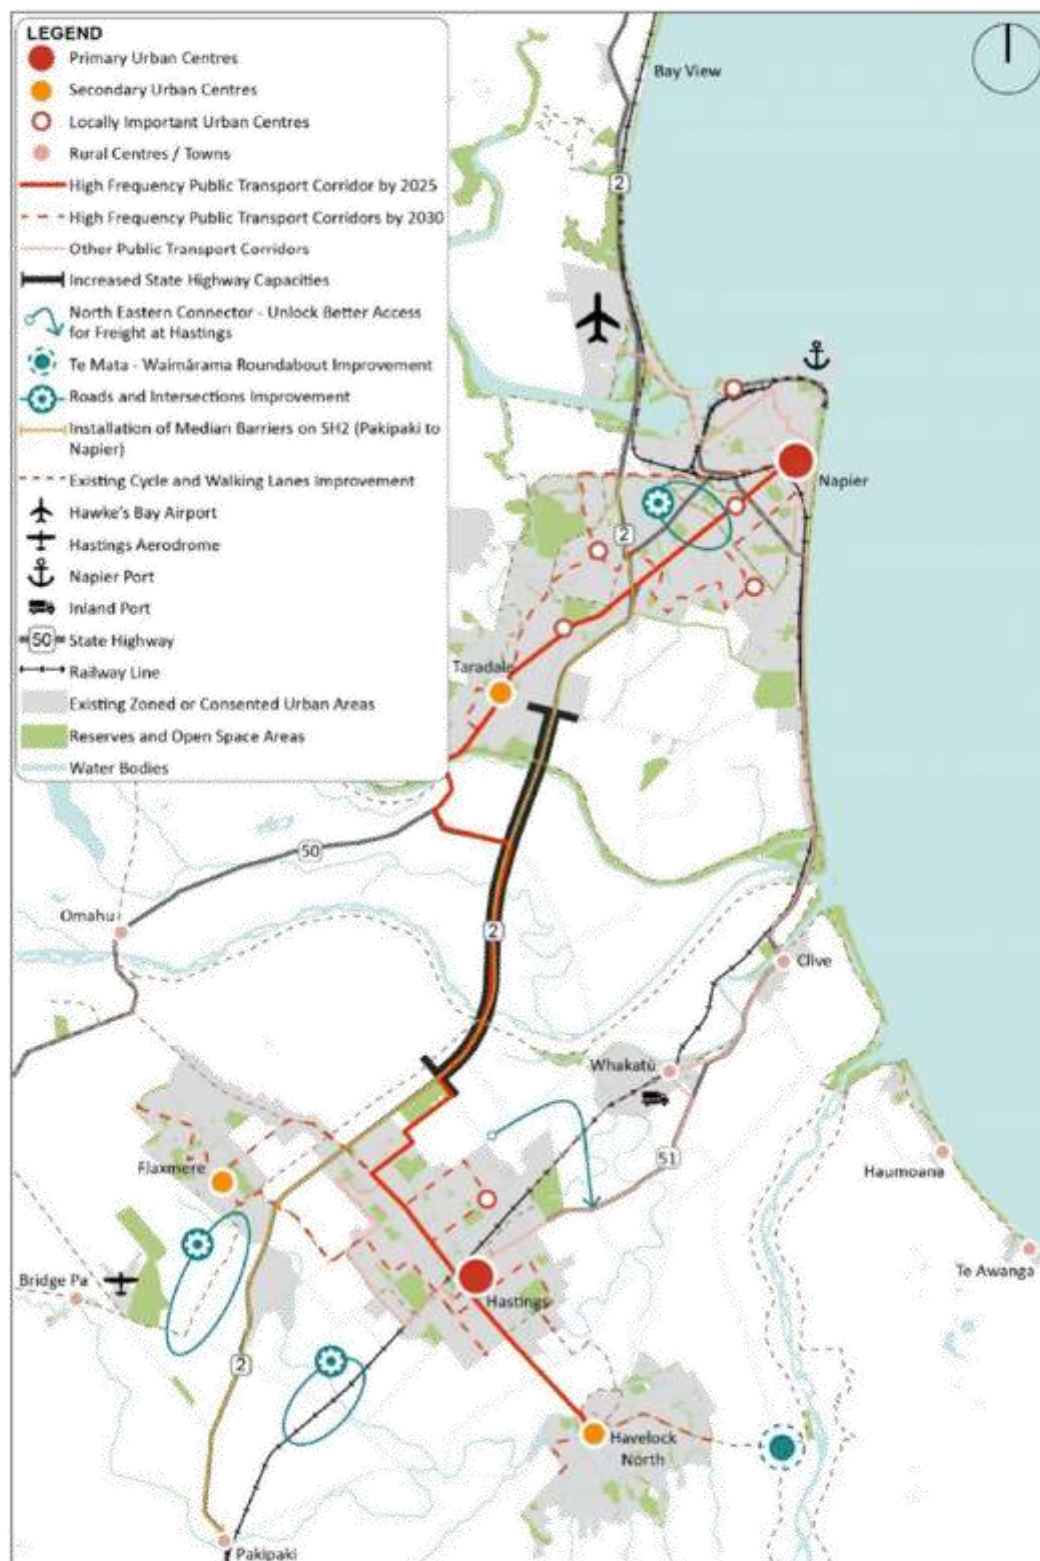 LEGEND
Primary Urban Centres
Secondary Urban Centres
Locally Important Urban Centres
Rural Centres / Towns
High Frequency Public Transport Corridor by 2025
High Frequency Public Transport Corridors by 2030
Other Public Transport Corridors
Increased State Highway Capacities
North Eastern Connector - Unlock Better Access
for Freight at Hastings
Te Mata - Waimārama Roundabout Improvement
Roads and Intersections Improvement
Installation of Median Barriers on SH2 (Pakipaki to
Napier)
Existing Cycle and Walking Lanes Improvement
Hawke's Bay Airport
Hastings Aerodrome
Napier Port
Inland Port
50 State Highway
Railway Line
Existing Zoned or Consented Urban Areas
Reserves and Open Space Areas
Water Bodies
Bay View
2
Napier
2
Taradale
50
Omahu
2
Clive
Whakatū
51
Flaxmere
Haumoana
Te Awanga
Bridge Pa
Hastings
2
Havelock
North
Pakipaki